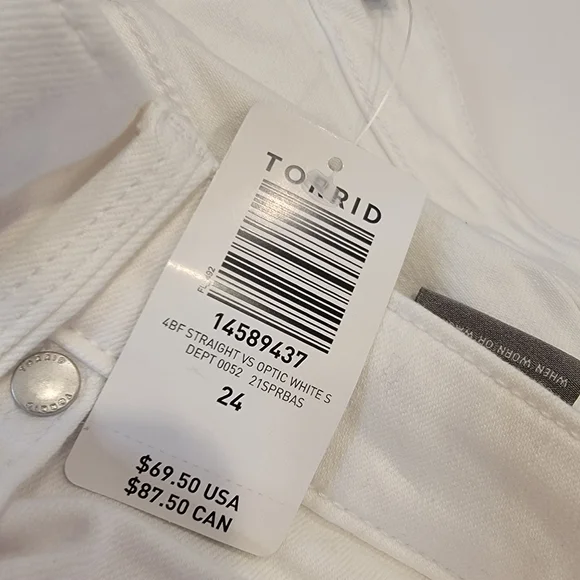 TORRID
14589437
4BF STRAIGHT VS OPTIC WHITE S
DEPT 0052 21SPRBAS
24
$69.50 USA
$87.50 CAN
TORRID
TORRID
WHEN WORN, OR WA